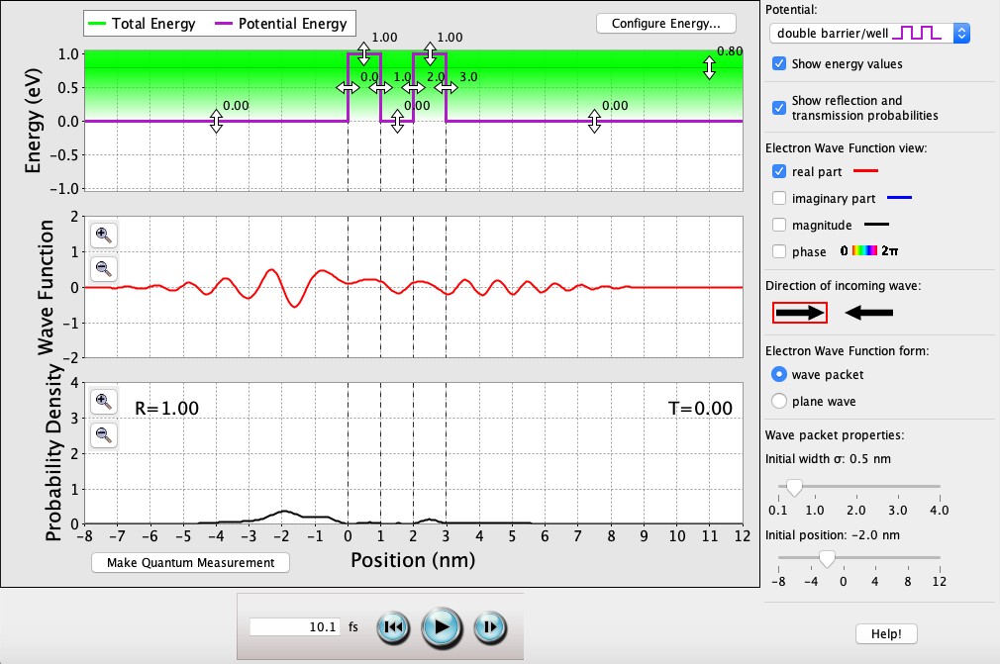 Total Energy Potential Energy
Configure Energy...
Energy (eV)
1.0
0.5
0.0
−0.5
−1.0
1.00 1.00
0.80
0.0 1.0 2.0 3.0
0.00 0.00 0.00
Wave Function
2
1
0
−1
−2
Probability Density
4
3
2
1
0
R=1.00 T=0.00
−8 −7 −6 −5 −4 −3 −2 −1 0 1 2 3 4 5 6 7 8 9 10 11 12
Make Quantum Measurement
Position (nm)
10.1 fs
Potential:
double barrier/well
Show energy values
Show reflection and
transmission probabilities
Electron Wave Function view:
real part
imaginary part
magnitude
phase 0 2π
Direction of incoming wave:
Electron Wave Function form:
wave packet
plane wave
Wave packet properties:
Initial width σ: 0.5 nm
0.1 1.0 2.0 3.0 4.0
Initial position: -2.0 nm
-8 -4 0 4 8 12
Help!